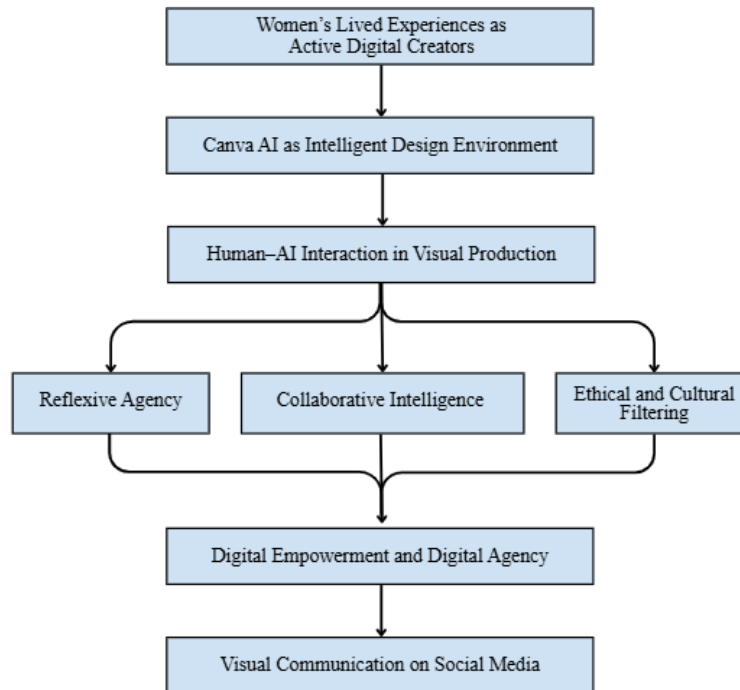 Women’s Lived Experiences as
Active Digital Creators
Canva AI as Intelligent Design Environment
Human–AI Interaction in Visual Production
Reflexive Agency
Collaborative Intelligence
Ethical and Cultural
Filtering
Digital Empowerment and Digital Agency
Visual Communication on Social Media